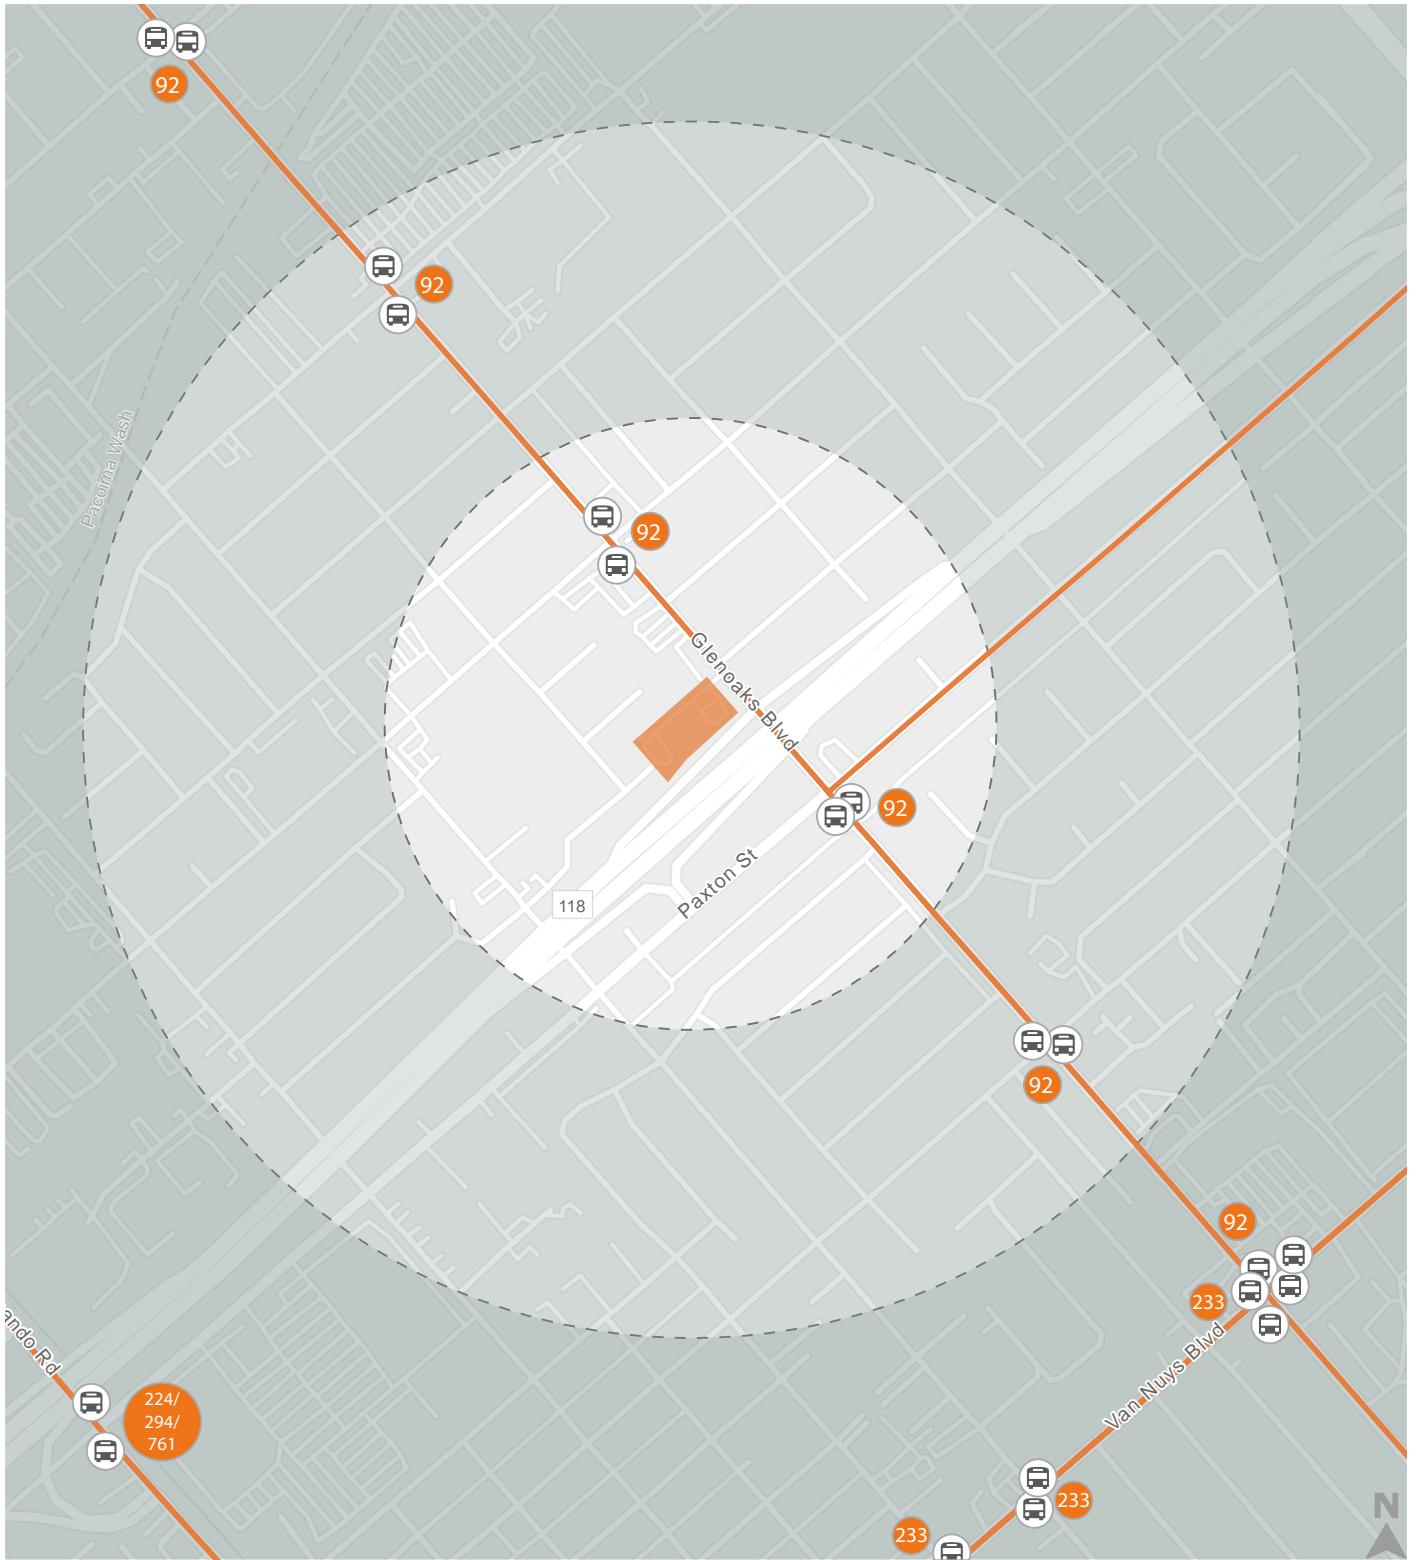 92
92
Pacoima Wash
92
Glenoaks Blvd
92
Paxton St
118
92
92
233
ando Rd
Van Nuys Blvd
224/
294/
761
233
233
N